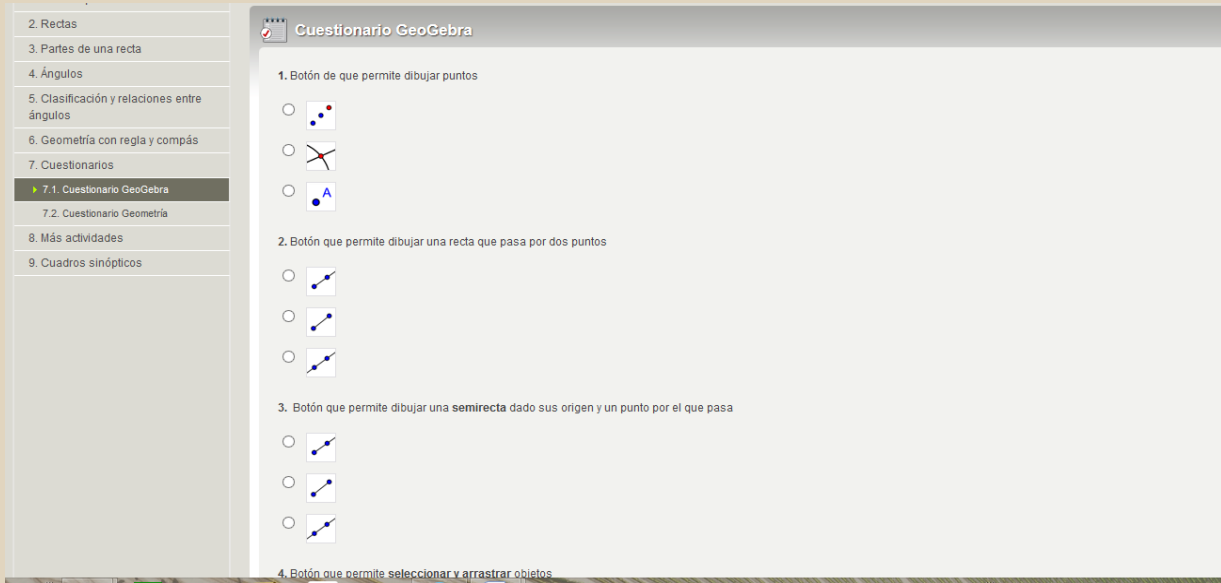 2. Rectas
3. Partes de una recta
4. Ángulos
5. Clasificación y relaciones entre
ángulos
6. Geometría con regla y compás
7. Cuestionarios
7.1. Cuestionario GeoGebra
7.2. Cuestionario Geometría
8. Más actividades
9. Cuadros sinópticos
Cuestionario GeoGebra
1. Botón de que permite dibujar puntos
A
2. Botón que permite dibujar una recta que pasa por dos puntos
3. Botón que permite dibujar una semirecta dado sus origen y un punto por el que pasa
4. Botón que permite seleccionar y arrastrar objetos